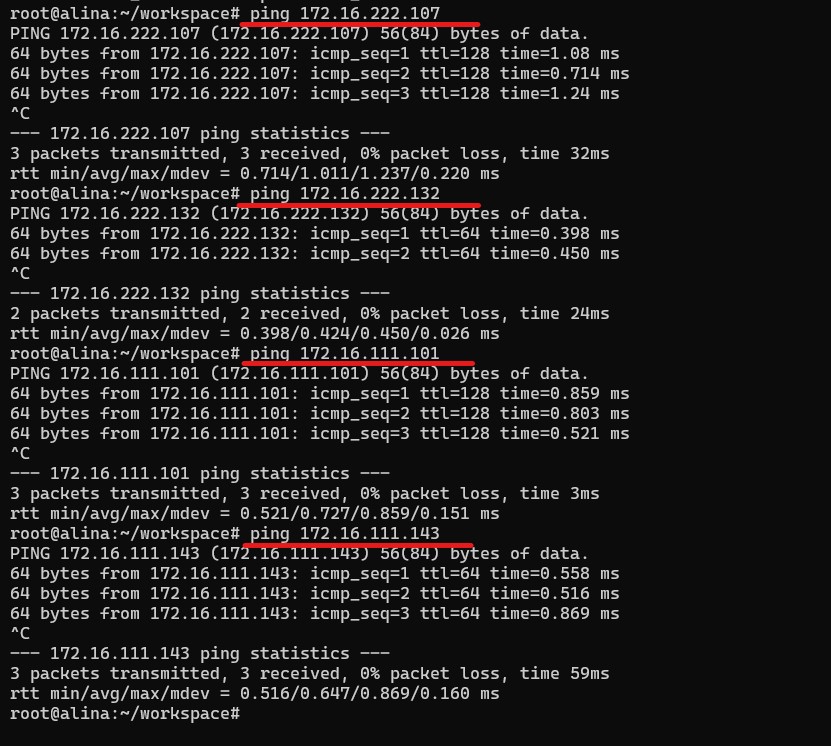 root@alina:~/workspace# ping 172.16.222.107
PING 172.16.222.107 (172.16.222.107) 56(84) bytes of data.
64 bytes from 172.16.222.107: icmp_seq=1 ttl=128 time=1.08 ms
64 bytes from 172.16.222.107: icmp_seq=2 ttl=128 time=0.714 ms
64 bytes from 172.16.222.107: icmp_seq=3 ttl=128 time=1.24 ms
^C
--- 172.16.222.107 ping statistics ---
3 packets transmitted, 3 received, 0% packet loss, time 32ms
rtt min/avg/max/mdev = 0.714/1.011/1.237/0.220 ms
root@alina:~/workspace# ping 172.16.222.132
PING 172.16.222.132 (172.16.222.132) 56(84) bytes of data.
64 bytes from 172.16.222.132: icmp_seq=1 ttl=64 time=0.398 ms
64 bytes from 172.16.222.132: icmp_seq=2 ttl=64 time=0.450 ms
^C
--- 172.16.222.132 ping statistics ---
2 packets transmitted, 2 received, 0% packet loss, time 24ms
rtt min/avg/max/mdev = 0.398/0.424/0.450/0.026 ms
root@alina:~/workspace# ping 172.16.111.101
PING 172.16.111.101 (172.16.111.101) 56(84) bytes of data.
64 bytes from 172.16.111.101: icmp_seq=1 ttl=128 time=0.859 ms
64 bytes from 172.16.111.101: icmp_seq=2 ttl=128 time=0.803 ms
64 bytes from 172.16.111.101: icmp_seq=3 ttl=128 time=0.521 ms
^C
--- 172.16.111.101 ping statistics ---
3 packets transmitted, 3 received, 0% packet loss, time 3ms
rtt min/avg/max/mdev = 0.521/0.727/0.859/0.151 ms
root@alina:~/workspace# ping 172.16.111.143
PING 172.16.111.143 (172.16.111.143) 56(84) bytes of data.
64 bytes from 172.16.111.143: icmp_seq=1 ttl=64 time=0.558 ms
64 bytes from 172.16.111.143: icmp_seq=2 ttl=64 time=0.516 ms
64 bytes from 172.16.111.143: icmp_seq=3 ttl=64 time=0.869 ms
^C
--- 172.16.111.143 ping statistics ---
3 packets transmitted, 3 received, 0% packet loss, time 59ms
rtt min/avg/max/mdev = 0.516/0.647/0.869/0.160 ms
root@alina:~/workspace#